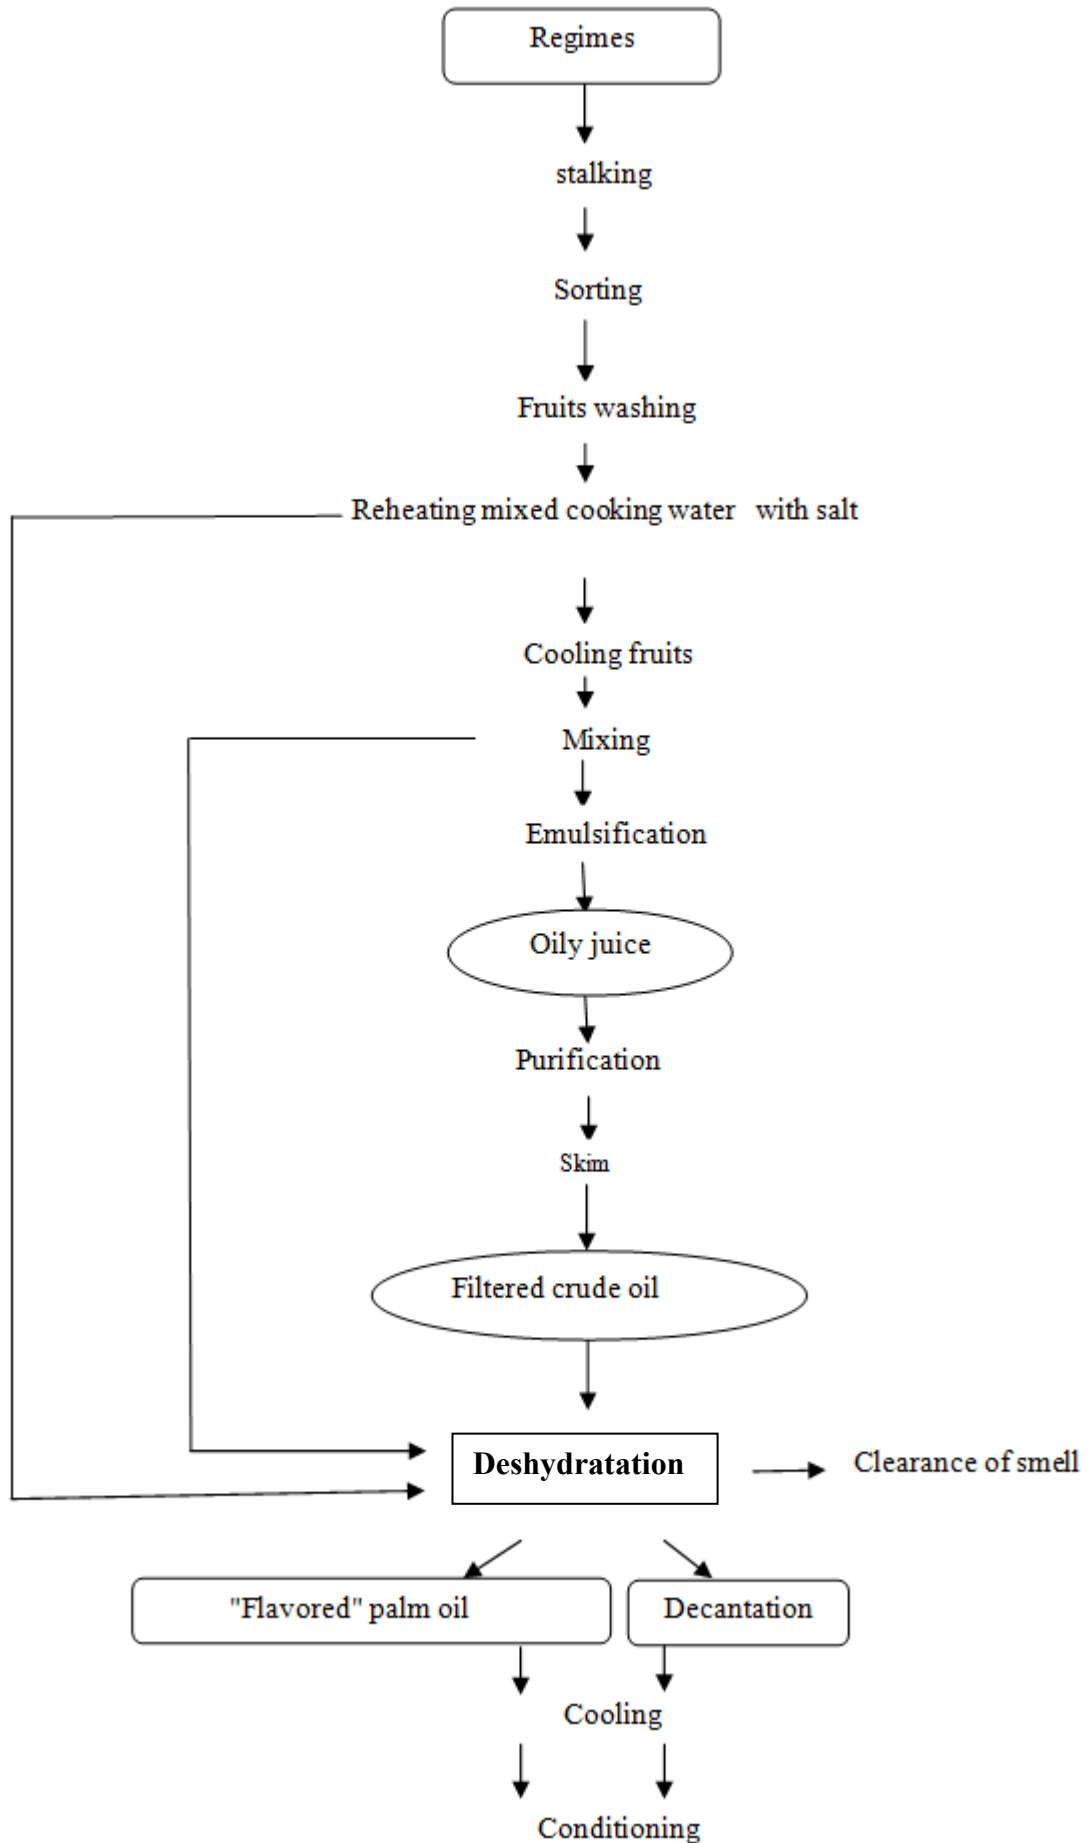 Regimes
stalking
Sorting
Fruits washing
Reheating mixed cooking water with salt
Cooling fruits
Mixing
Emulsification
Oily juice
Purification
Skim
Filtered crude oil
Deshydratation
Clearance of smell
"Flavored" palm oil
Decantation
Cooling
Conditioning